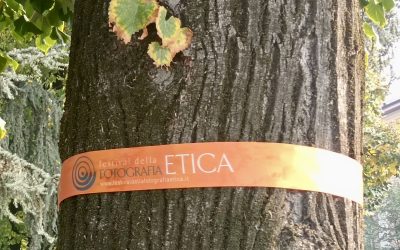 festival della
FOTOGRAFIA ETICA
www.festivaldellafotografiaetica.it